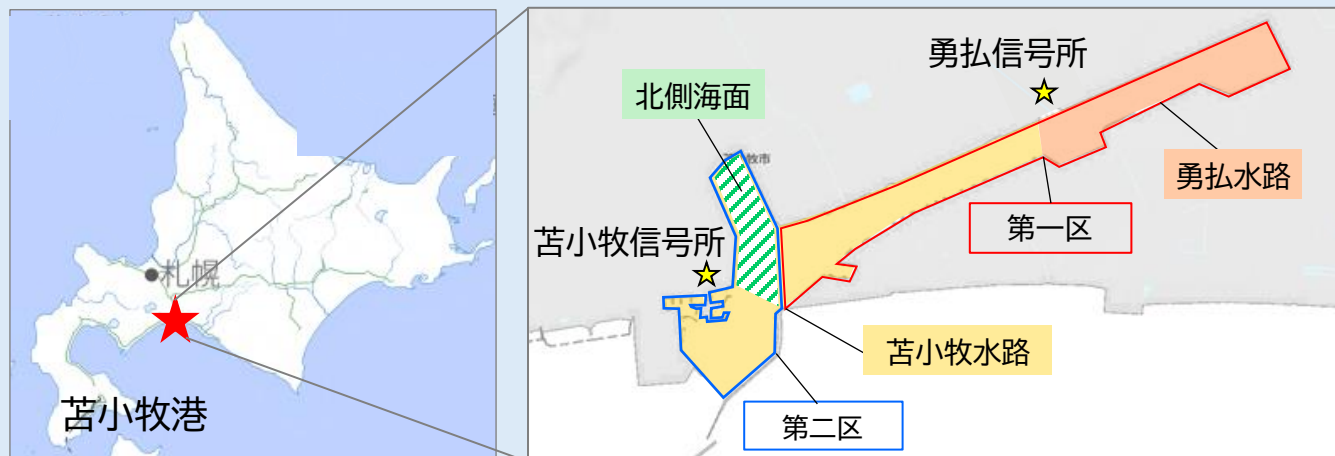 札幌
苫小牧港
勇払信号所
北側海面
勇払水路
第一区
苫小牧信号所
苫小牧水路
第二区